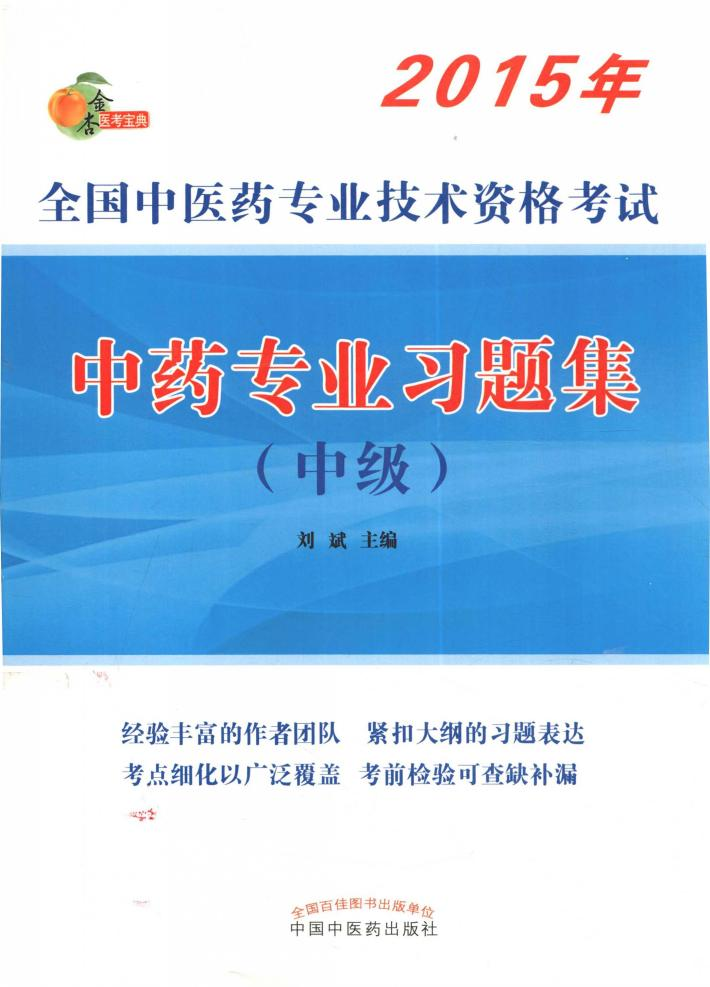 2015年
金杏
医考宝典
全国中医药专业技术资格考试
中药专业习题集
（中级）
刘 斌 主编
经验丰富的作者团队 紧扣大纲的习题表达
考点细化以广泛覆盖 考前检验可查缺补漏
全国百佳图书出版单位
中国中医药出版社